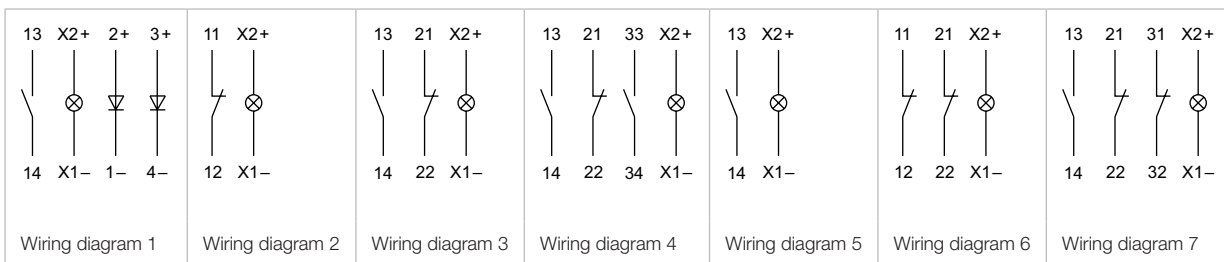 13 X2+ 2+ 3+
14 X1– 1– 4–
Wiring diagram 1
11 X2+
12 X1–
Wiring diagram 2
13 21 X2+
14 22 X1–
Wiring diagram 3
13 21 33 X2+
14 22 34 X1–
Wiring diagram 4
13 X2+
14 X1–
Wiring diagram 5
11 21 X2+
12 22 X1–
Wiring diagram 6
13 21 31 X2+
14 22 32 X1–
Wiring diagram 7